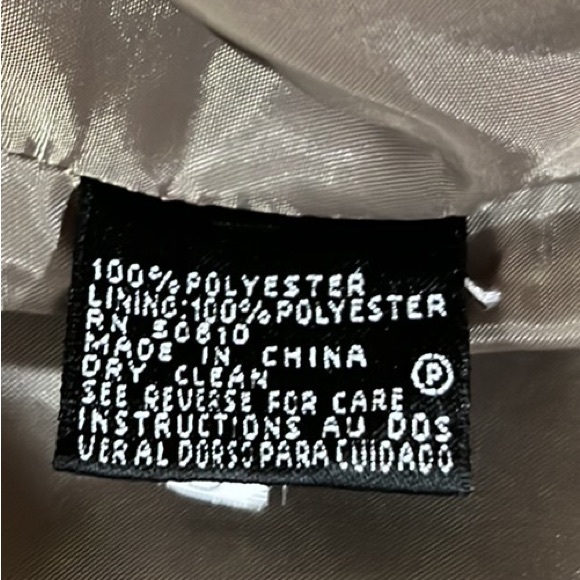 100% POLYESTER
LINING:100% POLYESTER
RN 50610
MADE IN CHINA
DRY CLEAN
P
SEE REVERSE FOR CARE
INSTRUCTIONS AU DOS
VER AL DORSO PARA CUIDADO